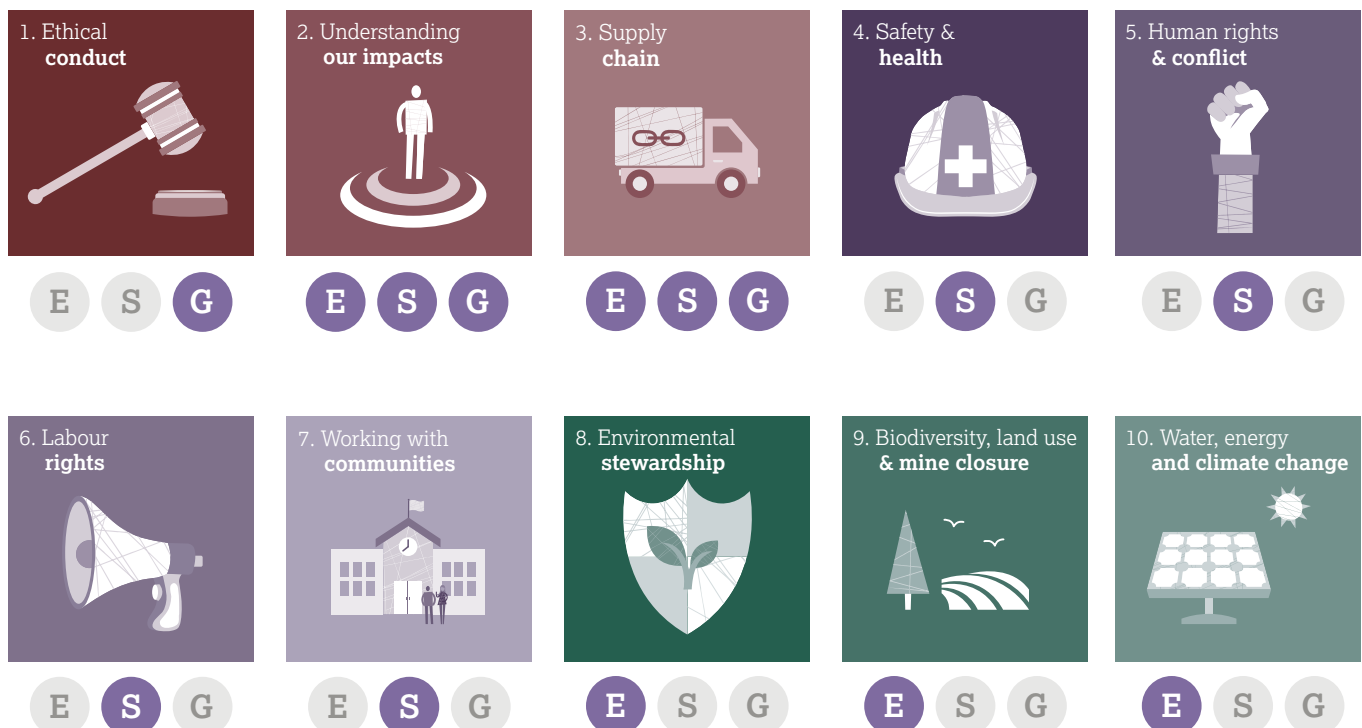 1. Ethical
conduct
2. Understanding
our impacts
3. Supply
chain
4. Safety &
health
5. Human rights
& conflict
E S G
E S G
E S G
E S G
E S G
6. Labour
rights
7. Working with
communities
8. Environmental
stewardship
9. Biodiversity, land use
& mine closure
10. Water, energy
and climate change
E S G
E S G
E S G
E S G
E S G